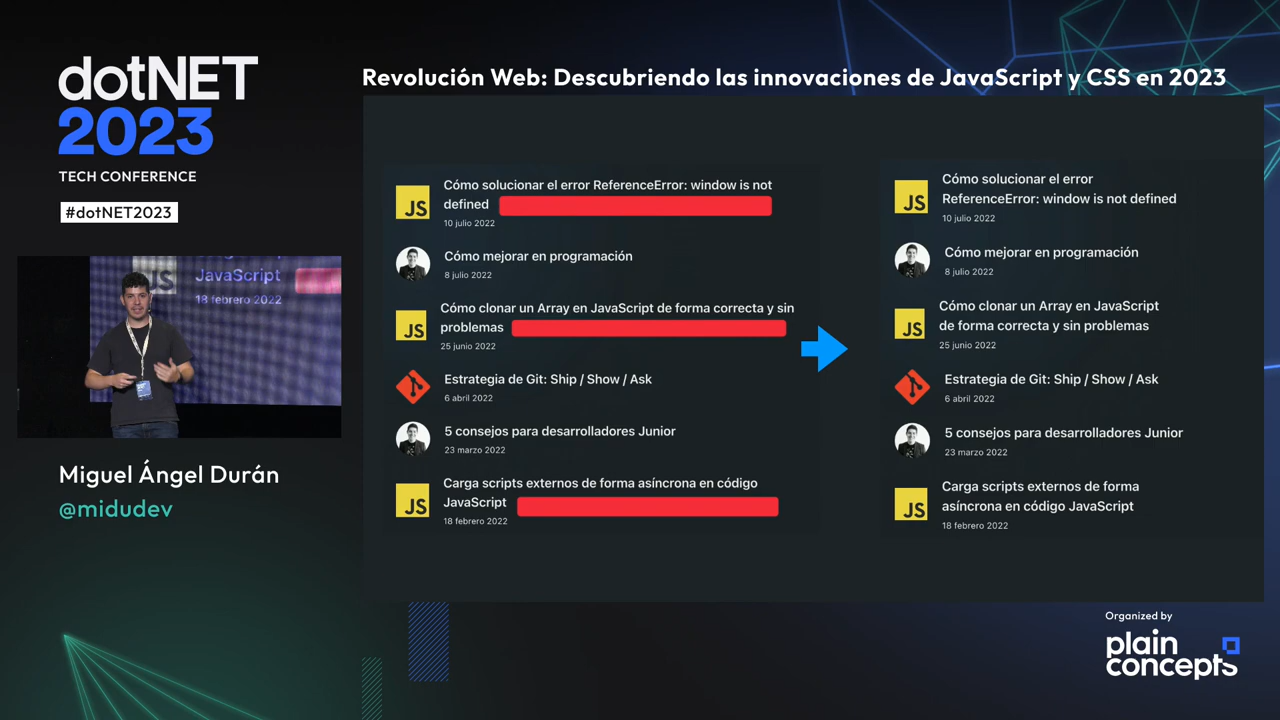 dotNET
2023
TECH CONFERENCE
#dotNET2023
JavaScript
18 febrero 2022
Miguel Ángel Durán
@midudev
Revolución Web: Descubriendo las innovaciones de JavaScript y CSS en 2023
JS
Cómo solucionar el error ReferenceError: window is not
defined
10 julio 2022
Cómo mejorar en programación
8 julio 2022
JS
Cómo clonar un Array en JavaScript de forma correcta y sin
problemas
25 junio 2022
Estrategia de Git: Ship / Show / Ask
6 abril 2022
5 consejos para desarrolladores Junior
23 marzo 2022
JS
Carga scripts externos de forma asíncrona en código
JavaScript
18 febrero 2022
JS
Cómo solucionar el error
ReferenceError: window is not defined
10 julio 2022
Cómo mejorar en programación
8 julio 2022
JS
Cómo clonar un Array en JavaScript
de forma correcta y sin problemas
25 junio 2022
Estrategia de Git: Ship / Show / Ask
6 abril 2022
5 consejos para desarrolladores Junior
23 marzo 2022
JS
Carga scripts externos de forma
asíncrona en código JavaScript
18 febrero 2022
Organized by
plain
concepts